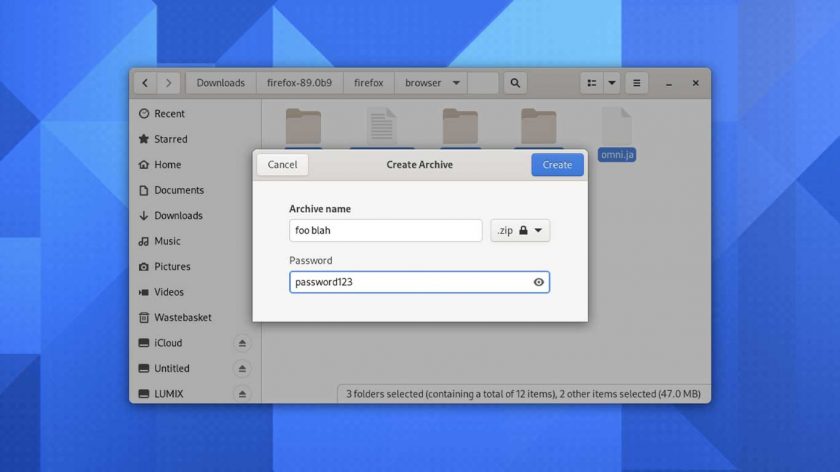 Downloads firefox-89.0b9 firefox browser
Recent
Starred
Home
Documents
Downloads
Music
Pictures
Videos
Wastebasket
iCloud
Untitled
LUMIX
omni.ja
Cancel Create Archive Create
Archive name
foo blah .zip
Password
password123
3 folders selected (containing a total of 12 items), 2 other items selected (47.0 MB)